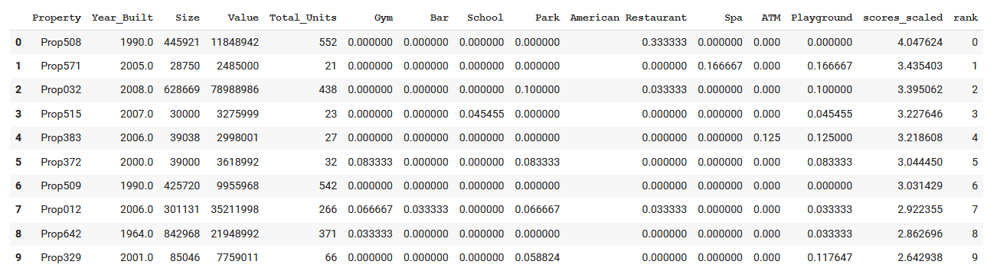 Property Year_Built Size Value Total_Units Gym Bar School Park American Restaurant Spa ATM Playground scores_scaled rank
0 Prop508 1990.0 445921 11848942 552 0.000000 0.000000 0.000000 0.000000 0.333333 0.000000 0.000 0.000000 4.047624 0
1 Prop571 2005.0 28750 2485000 21 0.000000 0.000000 0.000000 0.000000 0.000000 0.166667 0.000 0.166667 3.435403 1
2 Prop032 2008.0 628669 78988986 438 0.000000 0.000000 0.000000 0.100000 0.033333 0.000000 0.000 0.100000 3.395062 2
3 Prop515 2007.0 30000 3275999 23 0.000000 0.000000 0.045455 0.000000 0.000000 0.000000 0.000 0.045455 3.227646 3
4 Prop383 2006.0 39038 2998001 27 0.000000 0.000000 0.000000 0.000000 0.000000 0.000000 0.125 0.125000 3.218608 4
5 Prop372 2000.0 39000 3618992 32 0.083333 0.000000 0.000000 0.083333 0.000000 0.000000 0.000 0.083333 3.044450 5
6 Prop509 1990.0 425720 9955968 542 0.000000 0.000000 0.000000 0.000000 0.000000 0.000000 0.000 0.000000 3.031429 6
7 Prop012 2006.0 301131 35211998 266 0.066667 0.033333 0.000000 0.066667 0.033333 0.000000 0.000 0.033333 2.922355 7
8 Prop642 1964.0 842968 21948992 371 0.033333 0.000000 0.000000 0.000000 0.000000 0.000000 0.000 0.033333 2.862696 8
9 Prop329 2001.0 85046 7759011 66 0.000000 0.000000 0.000000 0.058824 0.000000 0.000000 0.000 0.117647 2.642938 9